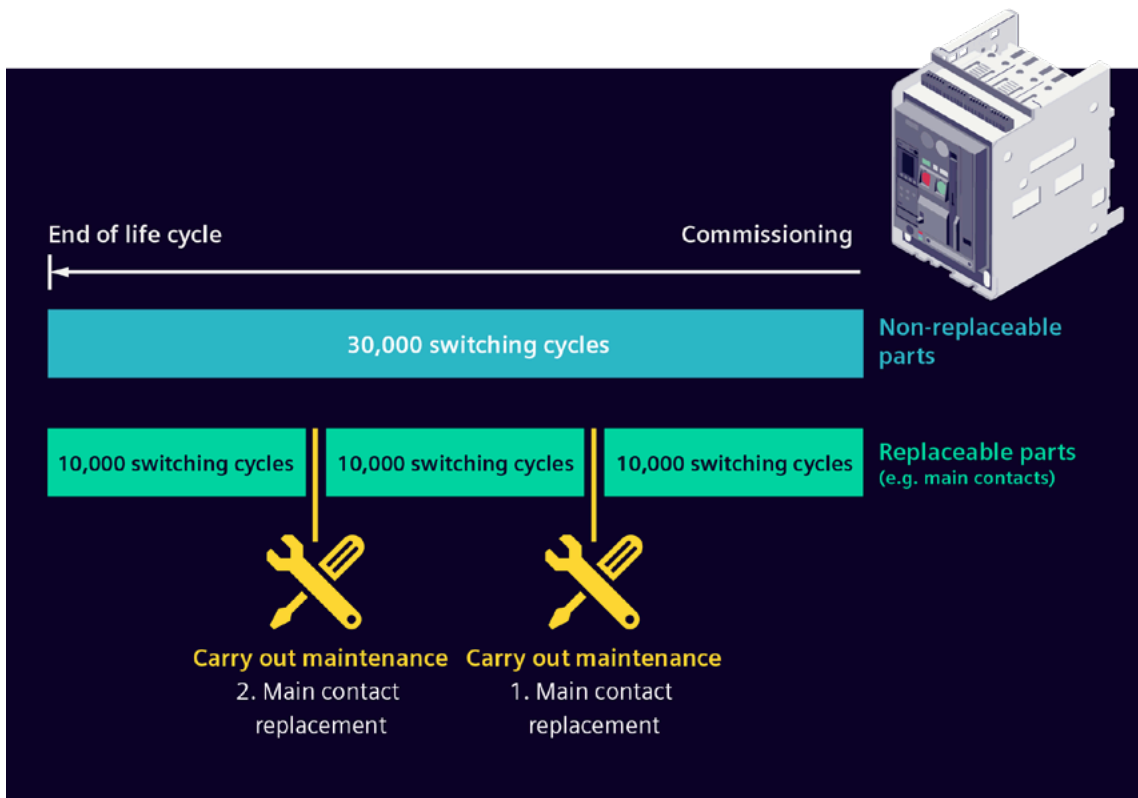 End of life cycle
Commissioning
30,000 switching cycles
Non-replaceable
parts
10,000 switching cycles
10,000 switching cycles
10,000 switching cycles
Replaceable parts
(e.g. main contacts)
Carry out maintenance
2. Main contact
replacement
Carry out maintenance
1. Main contact
replacement